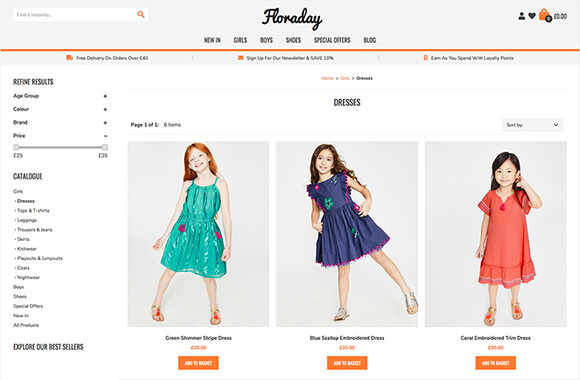 Find it instantly...
Floraday
0
£0.00
NEW IN GIRLS BOYS SHOES SPECIAL OFFERS BLOG
Free Delivery On Orders Over £40
Sign Up For Our Newsletter & SAVE 10%
Earn As You Spend With Loyalty Points
REFINE RESULTS
Age Group +
Colour +
Brand +
Price –
£25 £35
CATALOGUE
Girls
- Dresses
- Tops & T-shirts
- Leggings
- Trousers & Jeans
- Skirts
- Knitwear
- Playsuits & Jumpsuits
- Coats
- Nightwear
Boys
Shoes
Special Offers
New In
All Products
EXPLORE OUR BEST SELLERS
Home > Girls > Dresses
DRESSES
Page 1 of 1: 6 Items
Sort by:
Green Shimmer Stripe Dress
£30.00
ADD TO BASKET
Blue Scallop Embroidered Dress
£35.00
ADD TO BASKET
Coral Embroidered Trim Dress
£30.00
ADD TO BASKET